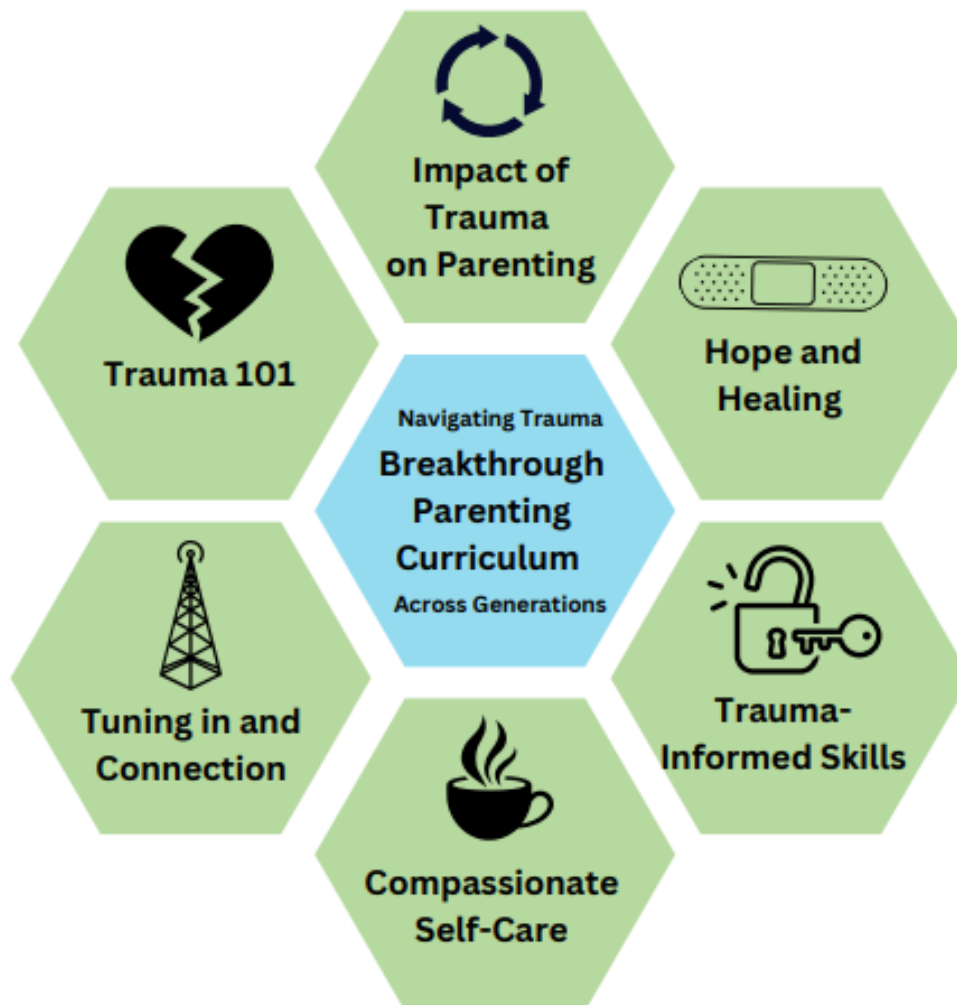 Impact of
Trauma
on Parenting
Trauma 101
Hope and
Healing
Navigating Trauma
Breakthrough
Parenting
Curriculum
Across Generations
Tuning in and
Connection
Trauma-
Informed Skills
Compassionate
Self-Care